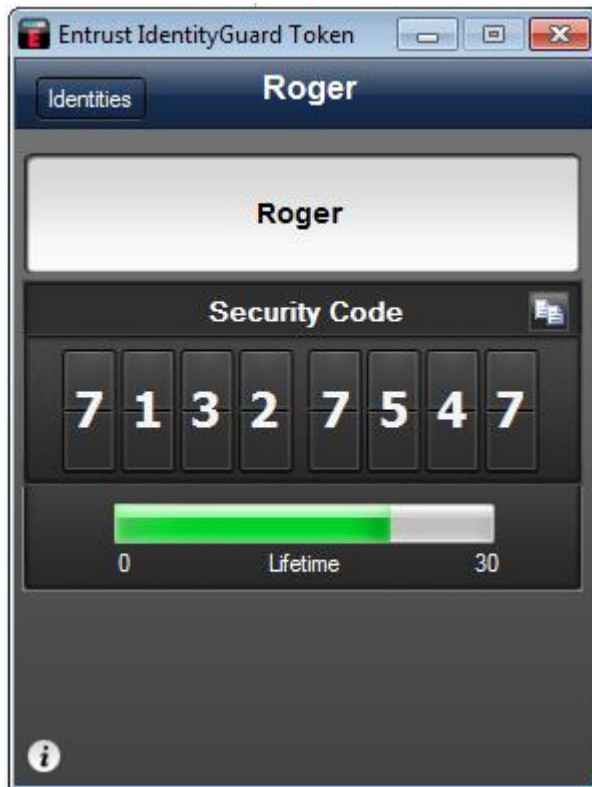 Entrust IdentityGuard Token
Identities Roger
Roger
Security Code
7 1 3 2 7 5 4 7
0 Lifetime 30
i